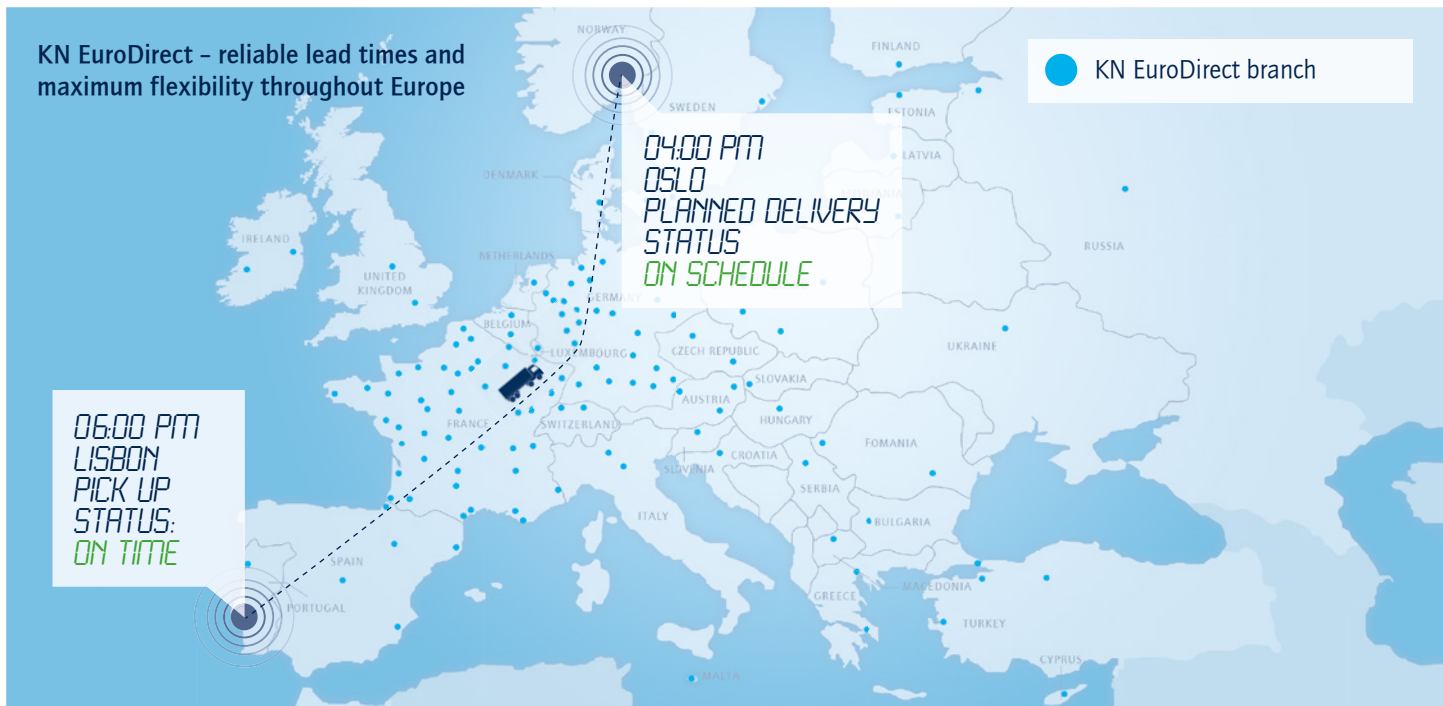 KN EuroDirect – reliable lead times and
maximum flexibility throughout Europe
KN EuroDirect branch
NORWAY
FINLAND
SWEDEN
ESTONIA
LATVIA
LITHUANIA
DENMARK
04:00 PM
OSLO
PLANNED DELIVERY
STATUS
ON SCHEDULE
IRELAND
UNITED
KINGDOM
NETHERLANDS
RUSSIA
GERMANY
BELGIUM
LUXEMBOURG
CZECH REPUBLIC
UKRAINE
SLOVAKIA
AUSTRIA
FRANCE
SWITZERLAND
HUNGARY
FOMANIA
CROATIA
SLOVENIA
SERBIA
06:00 PM
LISBON
PICK UP
STATUS:
ON TIME
ITALY
BULGARIA
SPAIN
PORTUGAL
MACEDONIA
GREECE
TURKEY
CYPRUS
MALTA